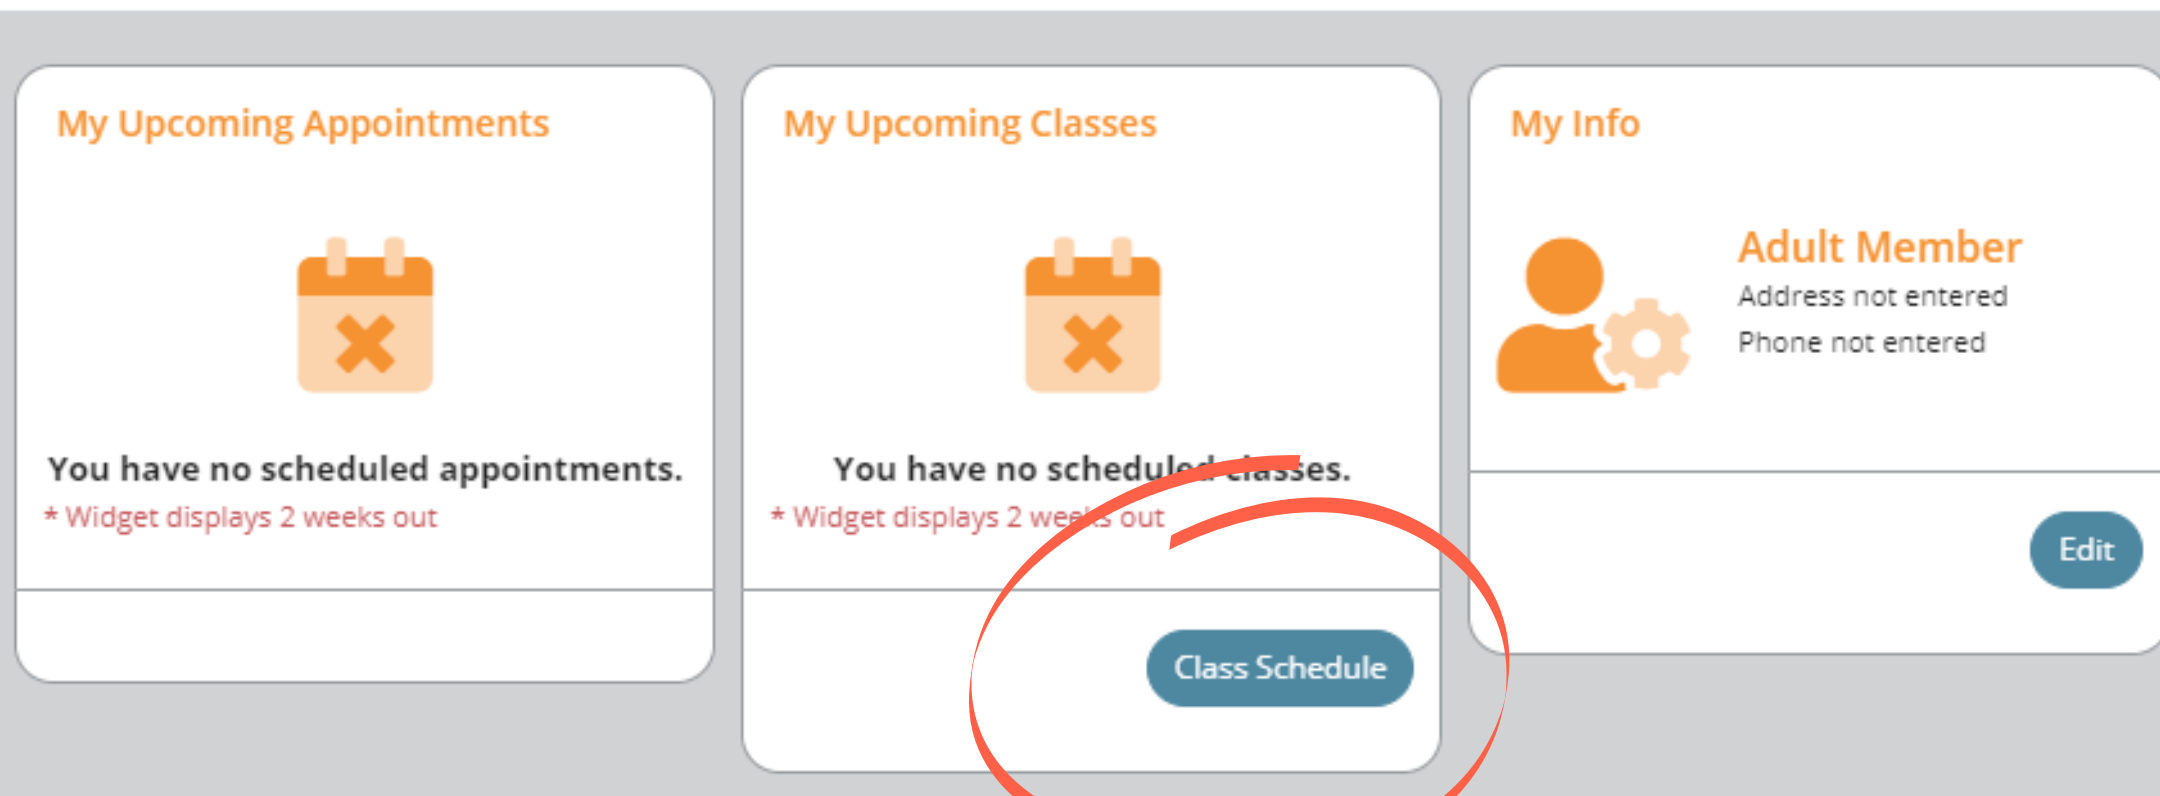 My Upcoming Appointments
You have no scheduled appointments.
* Widget displays 2 weeks out
My Upcoming Classes
You have no scheduled classes.
* Widget displays 2 weeks out
Class Schedule
My Info
Adult Member
Address not entered
Phone not entered
Edit